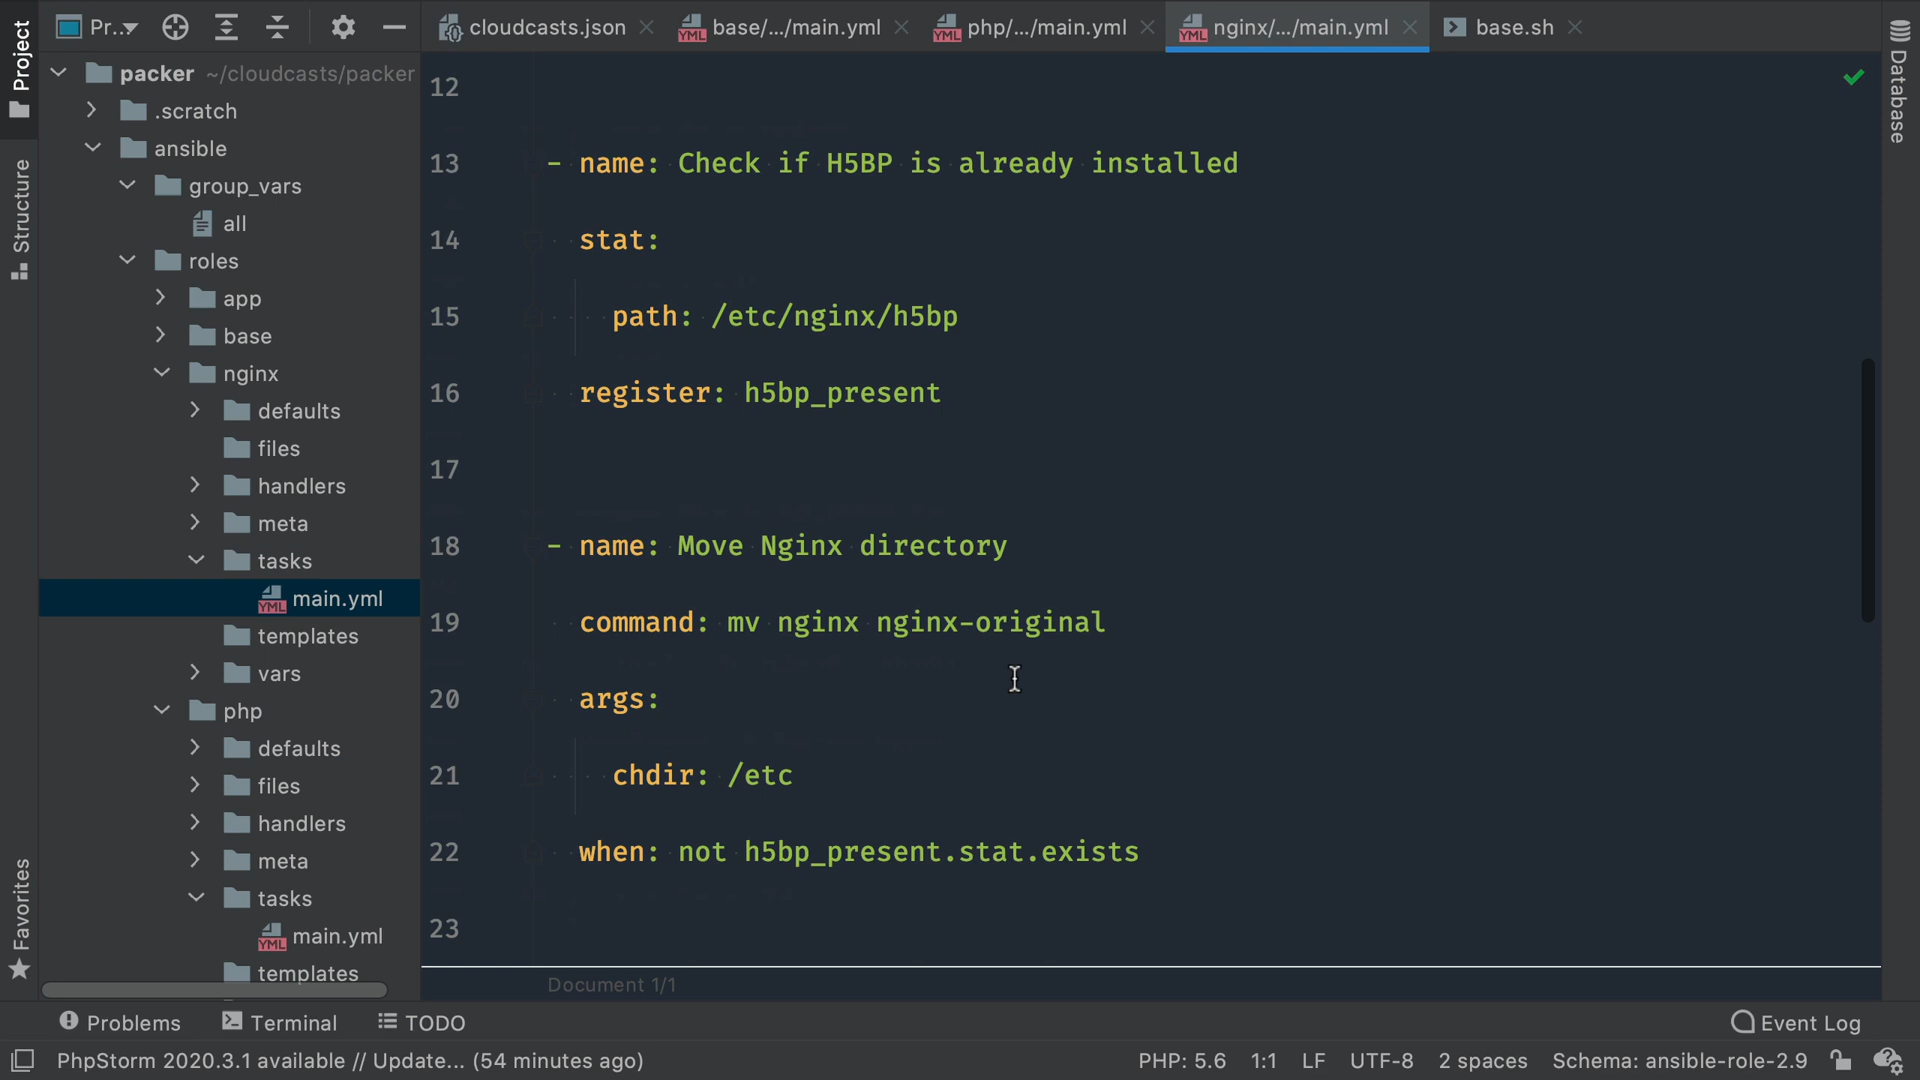 Project
Structure
Favorites
Pr...
packer ~/cloudcasts/packer
.scratch
ansible
group_vars
all
roles
app
base
nginx
defaults
files
handlers
meta
tasks
YML main.yml
templates
vars
php
defaults
files
handlers
meta
tasks
YML main.yml
templates
cloudcasts.json
YML base/.../main.yml
YML php/.../main.yml
YML nginx/.../main.yml
base.sh
12
13 - name: Check if H5BP is already installed
14 stat:
15 path: /etc/nginx/h5bp
16 register: h5bp_present
17
18 - name: Move Nginx directory
19 command: mv nginx nginx-original
20 args:
21 chdir: /etc
22 when: not h5bp_present.stat.exists
23
Document 1/1
Database
Problems
Terminal
TODO
Event Log
PhpStorm 2020.3.1 available // Update... (54 minutes ago)
PHP: 5.6
1:1
LF
UTF-8
2 spaces
Schema: ansible-role-2.9